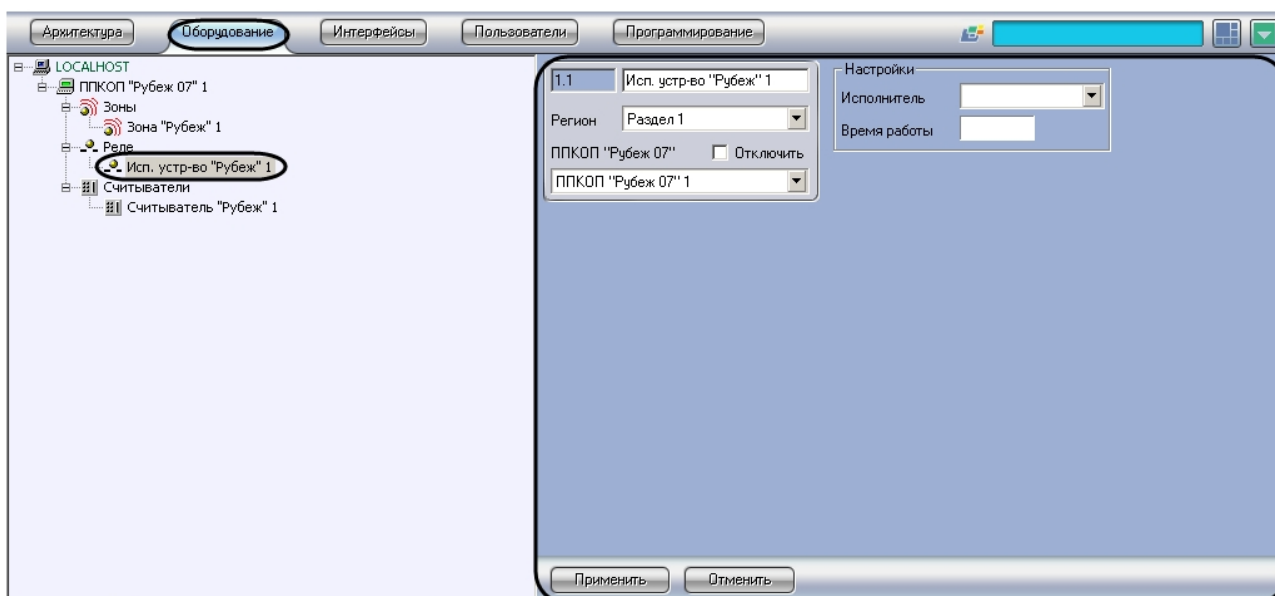 Архитектура Оборудование Интерфейсы Пользователи Программирование
LOCALHOST
ППКОП "Рубеж 07" 1
Зоны
Зона "Рубеж" 1
Реле
Исп. устр-во "Рубеж" 1
Считыватели
Считыватель "Рубеж" 1
1.1 Исп. устр-во "Рубеж" 1
Регион Раздел 1
ППКОП "Рубеж 07" Отключить
ППКОП "Рубеж 07" 1
Настройки
Исполнитель
Время работы
Применить Отменить